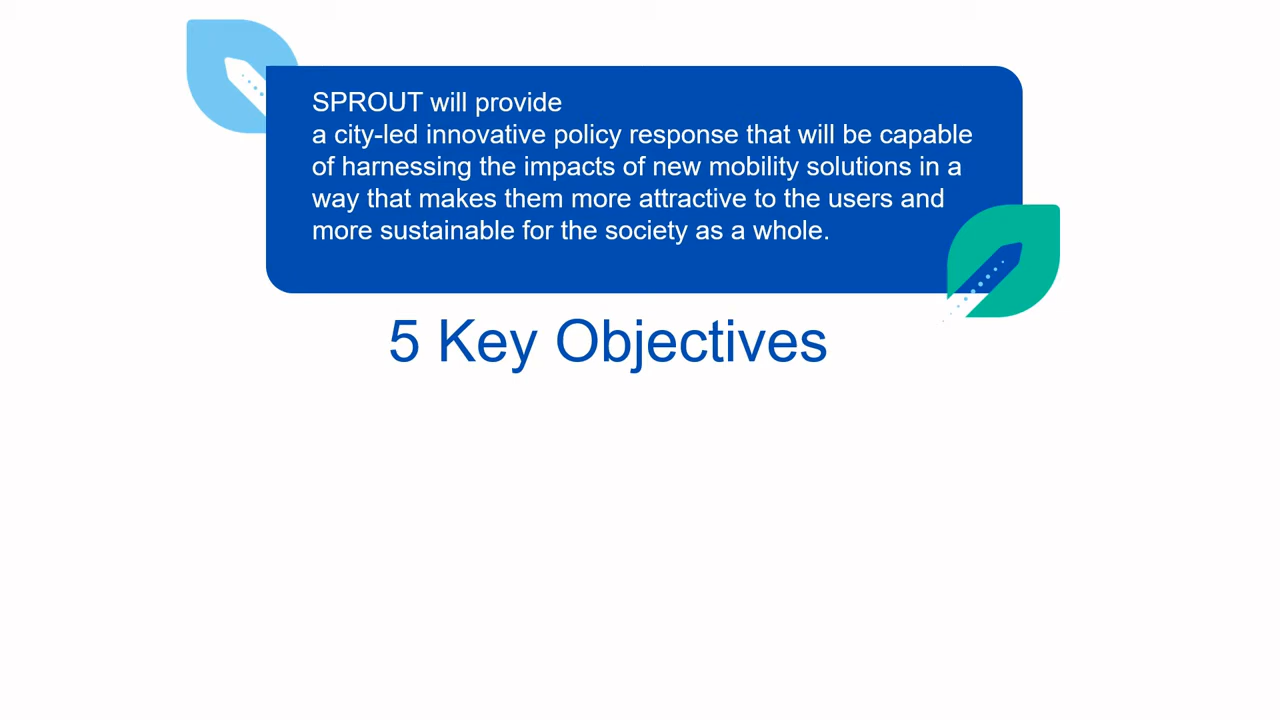 SPROUT will provide
a city-led innovative policy response that will be capable
of harnessing the impacts of new mobility solutions in a
way that makes them more attractive to the users and
more sustainable for the society as a whole.
5 Key Objectives